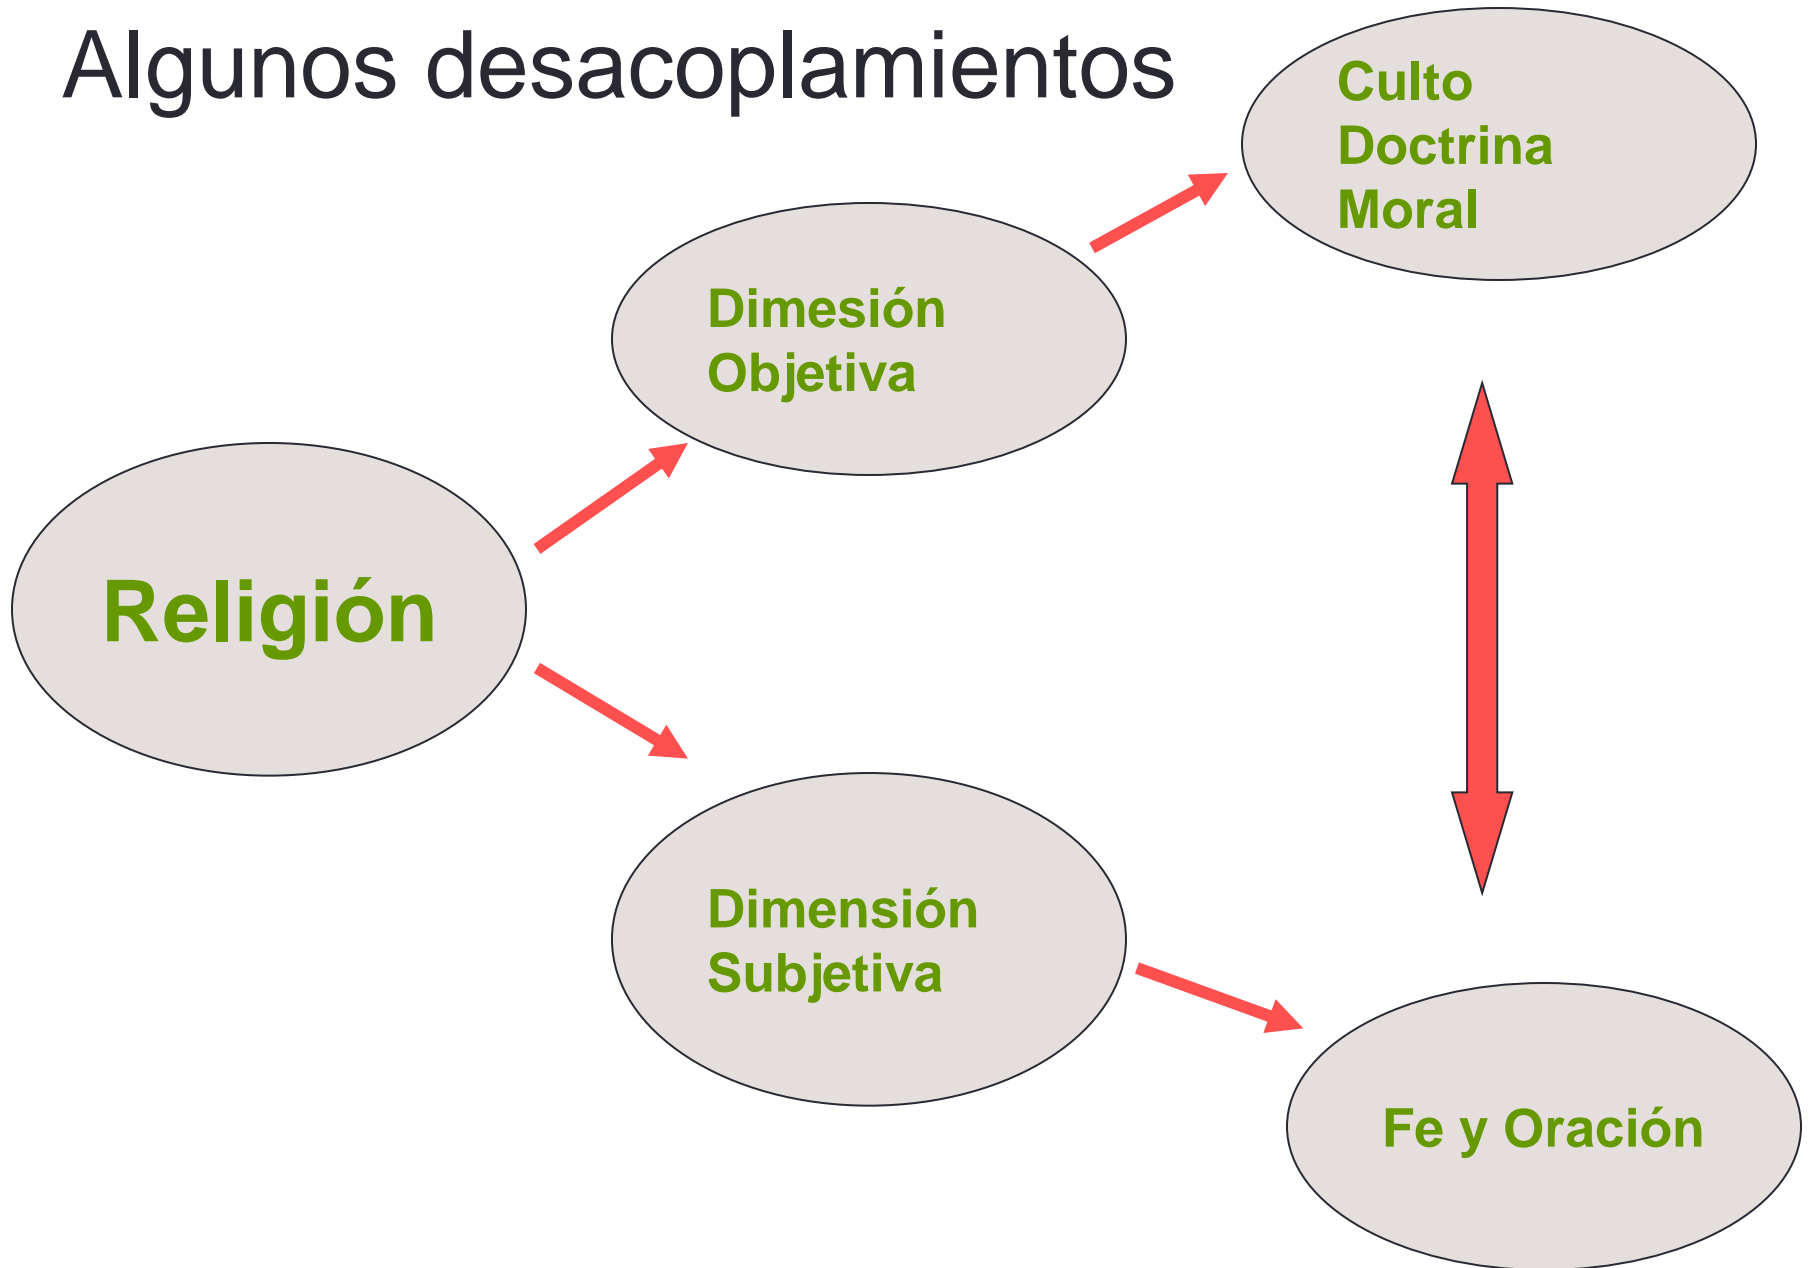 Algunos desacoplamientos
Culto
Doctrina
Moral
Dimesión
Objetiva
Religión
Dimensión
Subjetiva
Fe y Oración